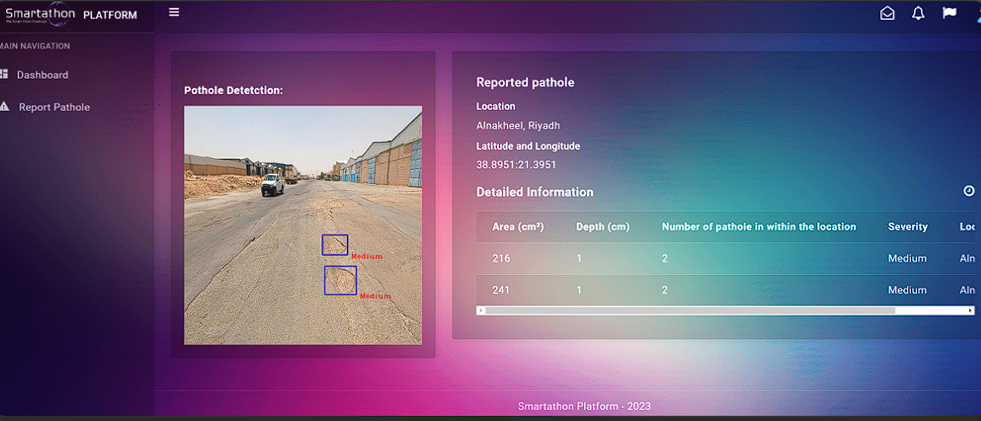 Smartathon PLATFORM
MAIN NAVIGATION
Dashboard
Report Pathole
Pothole Detetction:
Medium
Medium
Reported pathole
Location
Alnakheel, Riyadh
Latitude and Longitude
38.8951:21.3951
Detailed Information
Area (cm²) Depth (cm) Number of pathole in within the location Severity Loc
216 1 2 Medium Aln
241 1 2 Medium Aln
Smartathon Platform - 2023